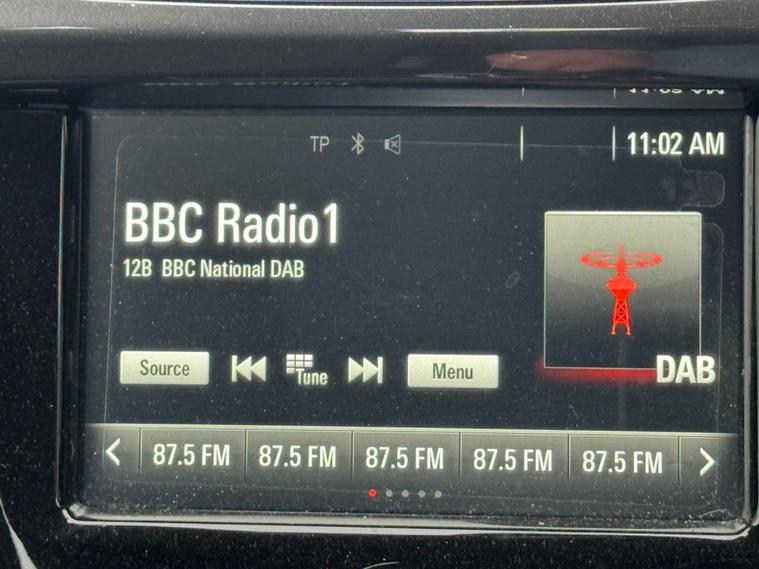 TP 11:02 AM
BBC Radio1
12B BBC National DAB
Source Tune Menu
DAB
87.5 FM 87.5 FM 87.5 FM 87.5 FM 87.5 FM